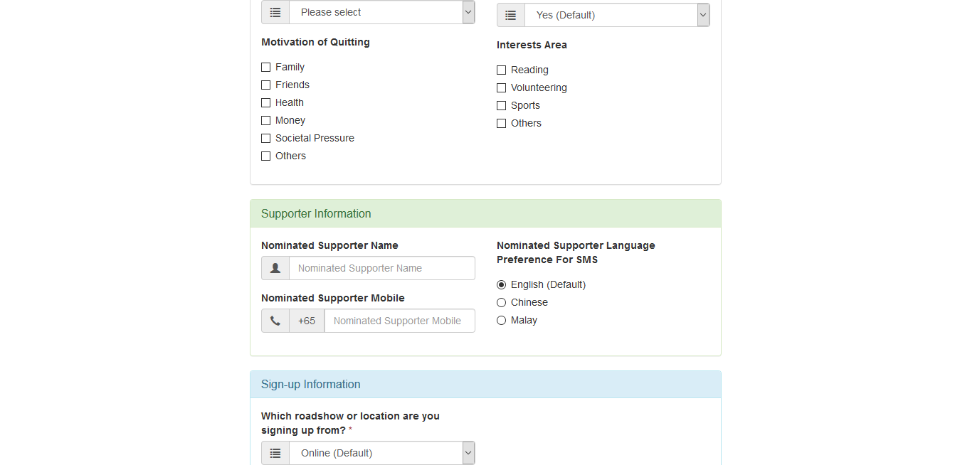 Please select
Yes (Default)
Motivation of Quitting
Family
Friends
Health
Money
Societal Pressure
Others
Interests Area
Reading
Volunteering
Sports
Others
Supporter Information
Nominated Supporter Name
Nominated Supporter Name
Nominated Supporter Mobile
+65 Nominated Supporter Mobile
Nominated Supporter Language
Preference For SMS
English (Default)
Chinese
Malay
Sign-up Information
Which roadshow or location are you
signing up from? *
Online (Default)